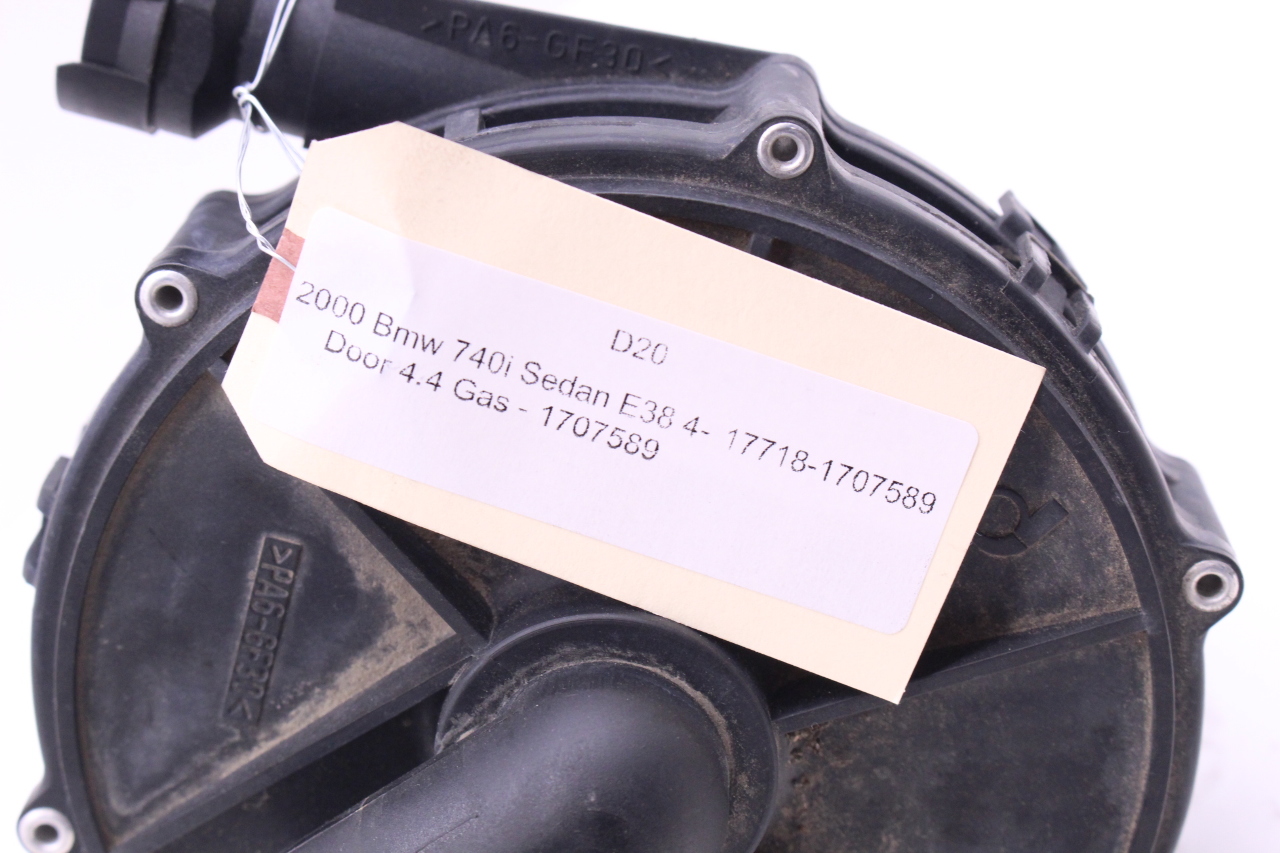 >PA6-GF30<
D20
2000 Bmw 740i Sedan E38 4- 17718-1707589
Door 4.4 Gas - 1707589
>PA6-GF30<